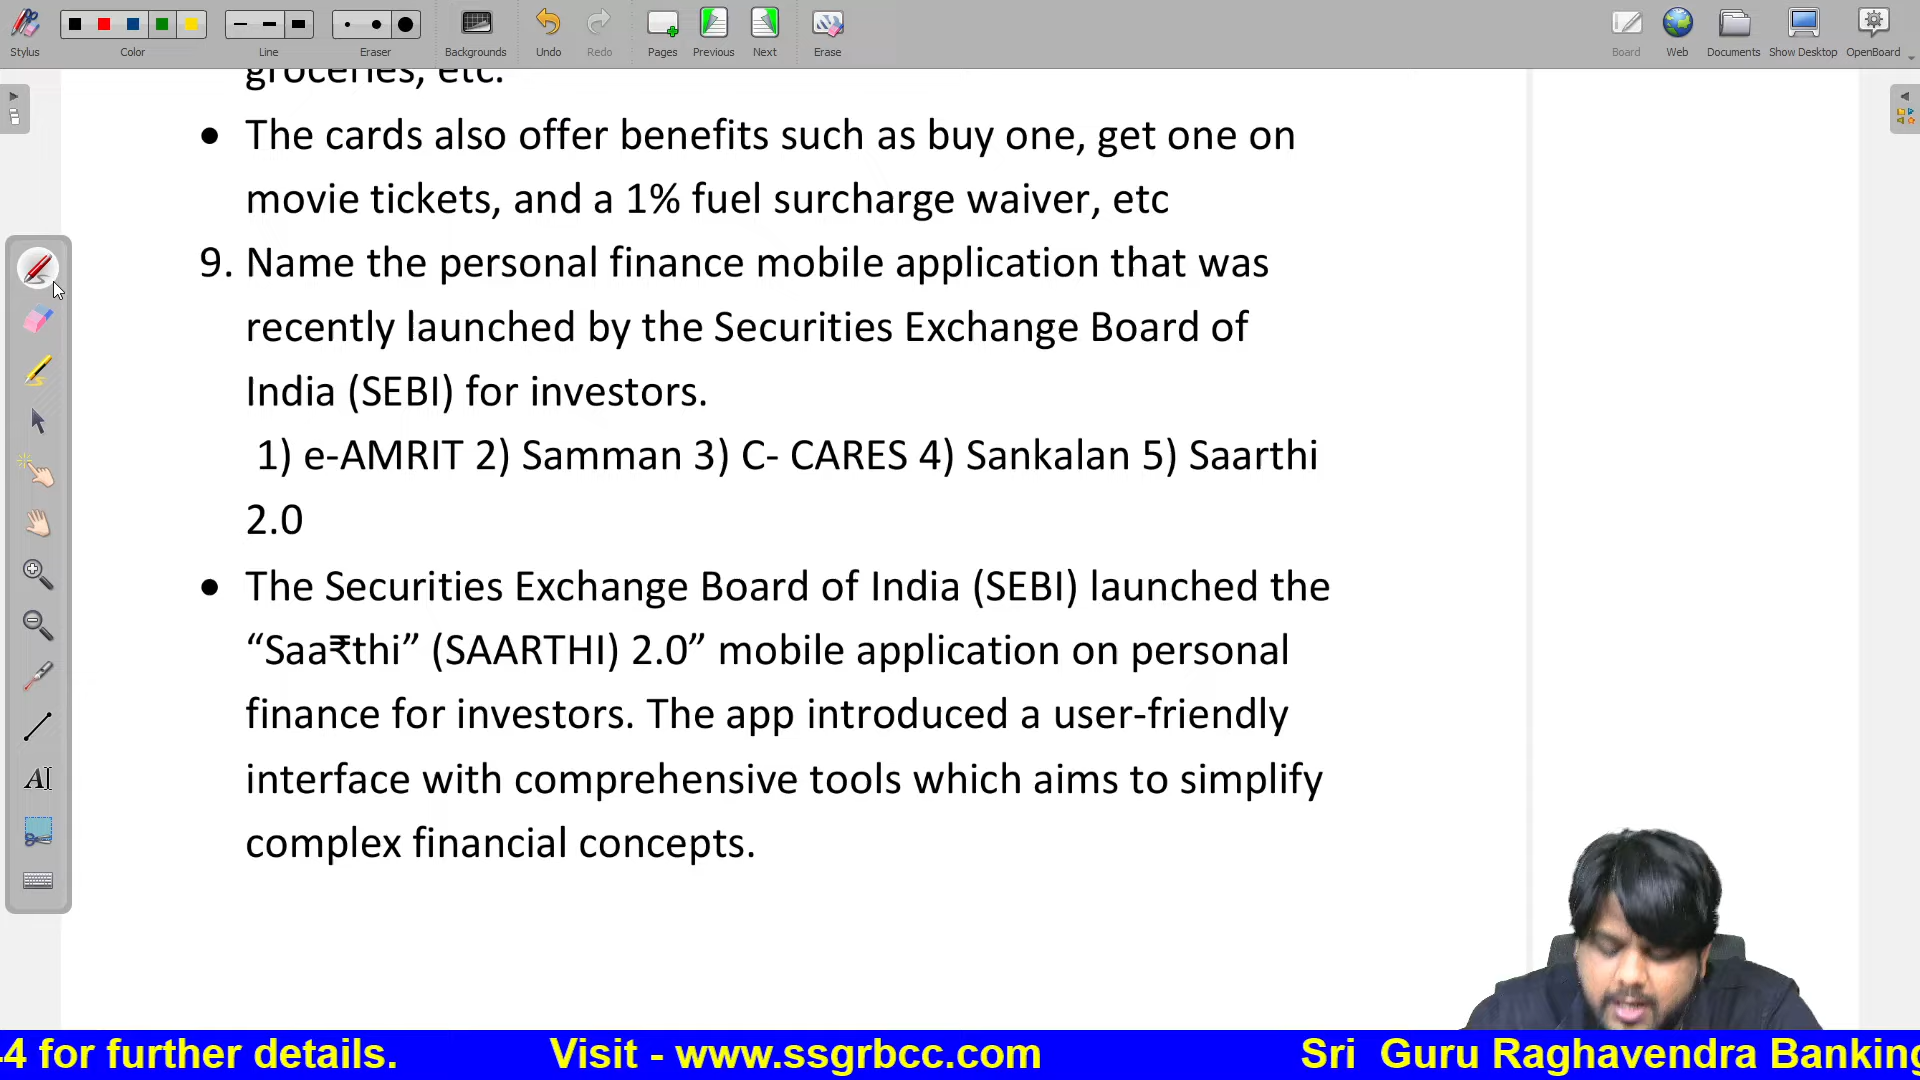 Stylus
Color
Line
Eraser
Backgrounds
Undo
Redo
Pages
Previous
Next
Erase
Board
Web
Documents
Show Desktop
OpenBoard
groceries, etc.
• The cards also offer benefits such as buy one, get one on
movie tickets, and a 1% fuel surcharge waiver, etc
9. Name the personal finance mobile application that was
recently launched by the Securities Exchange Board of
India (SEBI) for investors.
1) e-AMRIT 2) Samman 3) C- CARES 4) Sankalan 5) Saarthi
2.0
• The Securities Exchange Board of India (SEBI) launched the
“Saa₹thi” (SAARTHI) 2.0” mobile application on personal
finance for investors. The app introduced a user-friendly
interface with comprehensive tools which aims to simplify
complex financial concepts.
-4 for further details. Visit - www.ssgrbcc.com Sri Guru Raghavendra Banking